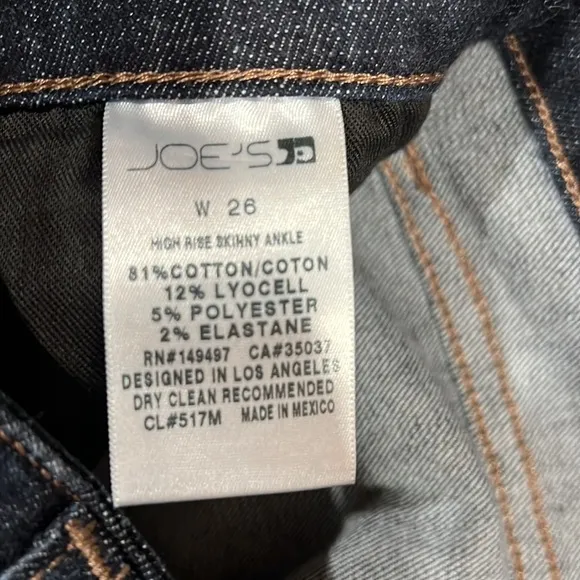 JOE'S
W 26
HIGH RISE SKINNY ANKLE
81%COTTON/COTON
12% LYOCELL
5% POLYESTER
2% ELASTANE
RN#149497 CA#35037
DESIGNED IN LOS ANGELES
DRY CLEAN RECOMMENDED
CL#517M MADE IN MEXICO